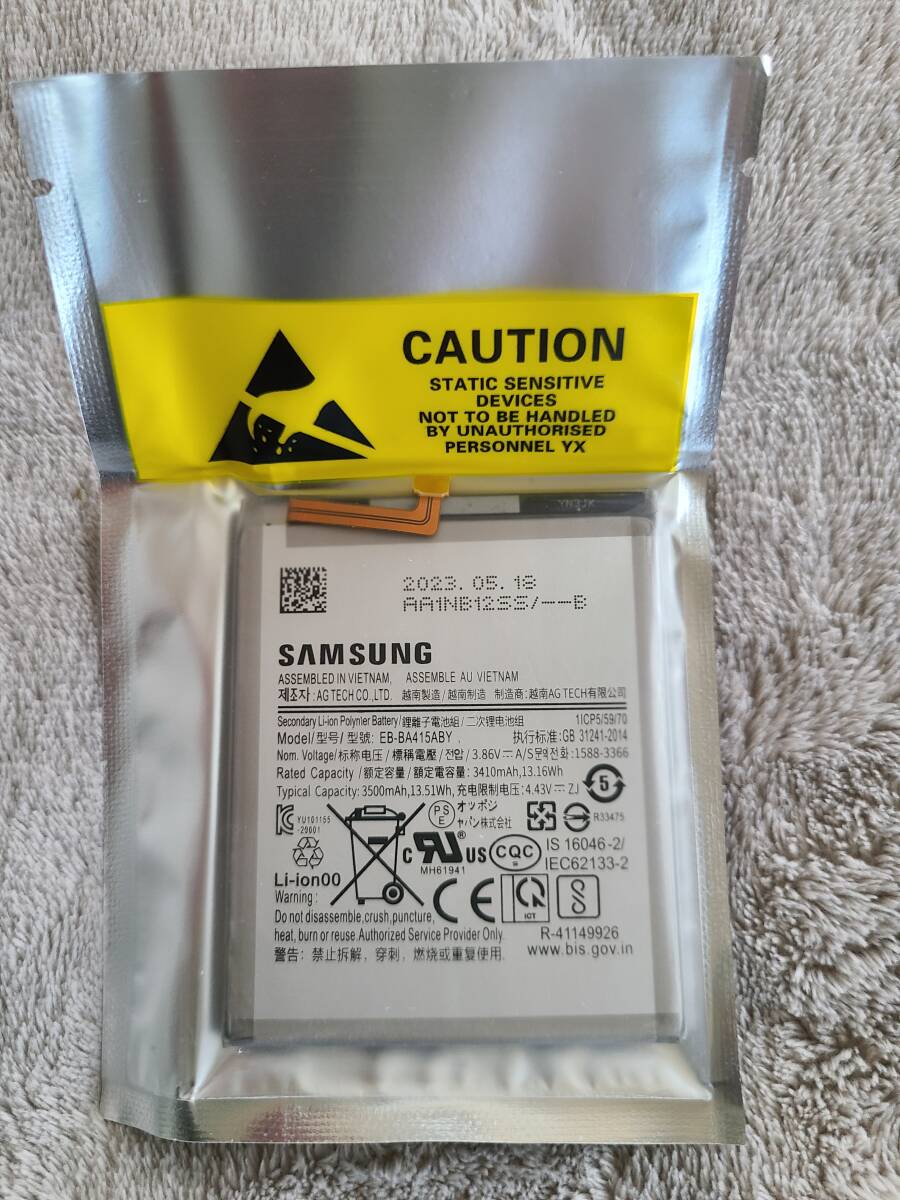 CAUTION
STATIC SENSITIVE
DEVICES
NOT TO BE HANDLED
BY UNAUTHORISED
PERSONNEL YX
YN3JK
2023.05.18
AA1NB12SS/--B
SAMSUNG
ASSEMBLED IN VIETNAM, ASSEMBLE AU VIETNAM
제조자: AG TECH CO.,LTD. 越南製造 / 越南制造 制造商: 越南AG TECH有限公司
Secondary Li-ion Polymer Battery/鋰離子電池組/二次锂电池组 1ICP5/59/70
Model/型号/型號: EB-BA415ABY 执行标准:GB 31241-2014
Nom. Voltage/标称电压/標稱電壓/전압 3.86V⎓ A/S문의전화:1588-3366
Rated Capacity /额定容量/額定電容量: 3410mAh,13.16Wh
Typical Capacity: 3500mAh,13.51Wh, 充电限制电压: 4.43V⎓ ZJ
5
YU101155
-20001
PS
E
オッポジ
ャパン株式会社
R33475
c UR® US
MH61941
CQC
IS 16046-2/
IEC62133-2
Li-ion00
Warning:
Do not disassemble,crush,puncture,
heat, burn or reuse.Authorized Service Provider Only.
警告: 禁止拆解, 穿刺, 燃烧或重复使用.
CE
ICT
R-41149926
www.bis.gov.in